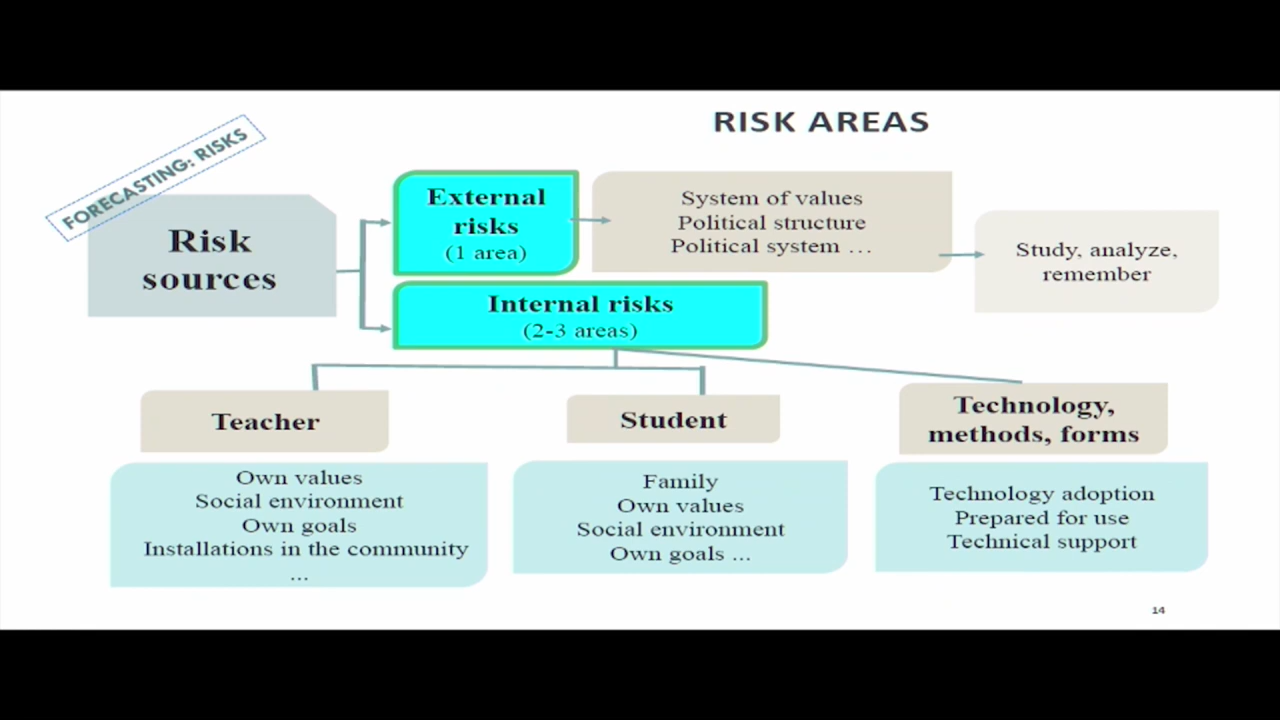 RISK AREAS
FORECASTING: RISKS
Risk
sources
External
risks
(1 area)
System of values
Political structure
Political system ...
Study, analyze,
remember
Internal risks
(2-3 areas)
Teacher
Student
Technology,
methods, forms
Own values
Social environment
Own goals
Installations in the community
...
Family
Own values
Social environment
Own goals ...
Technology adoption
Prepared for use
Technical support
14